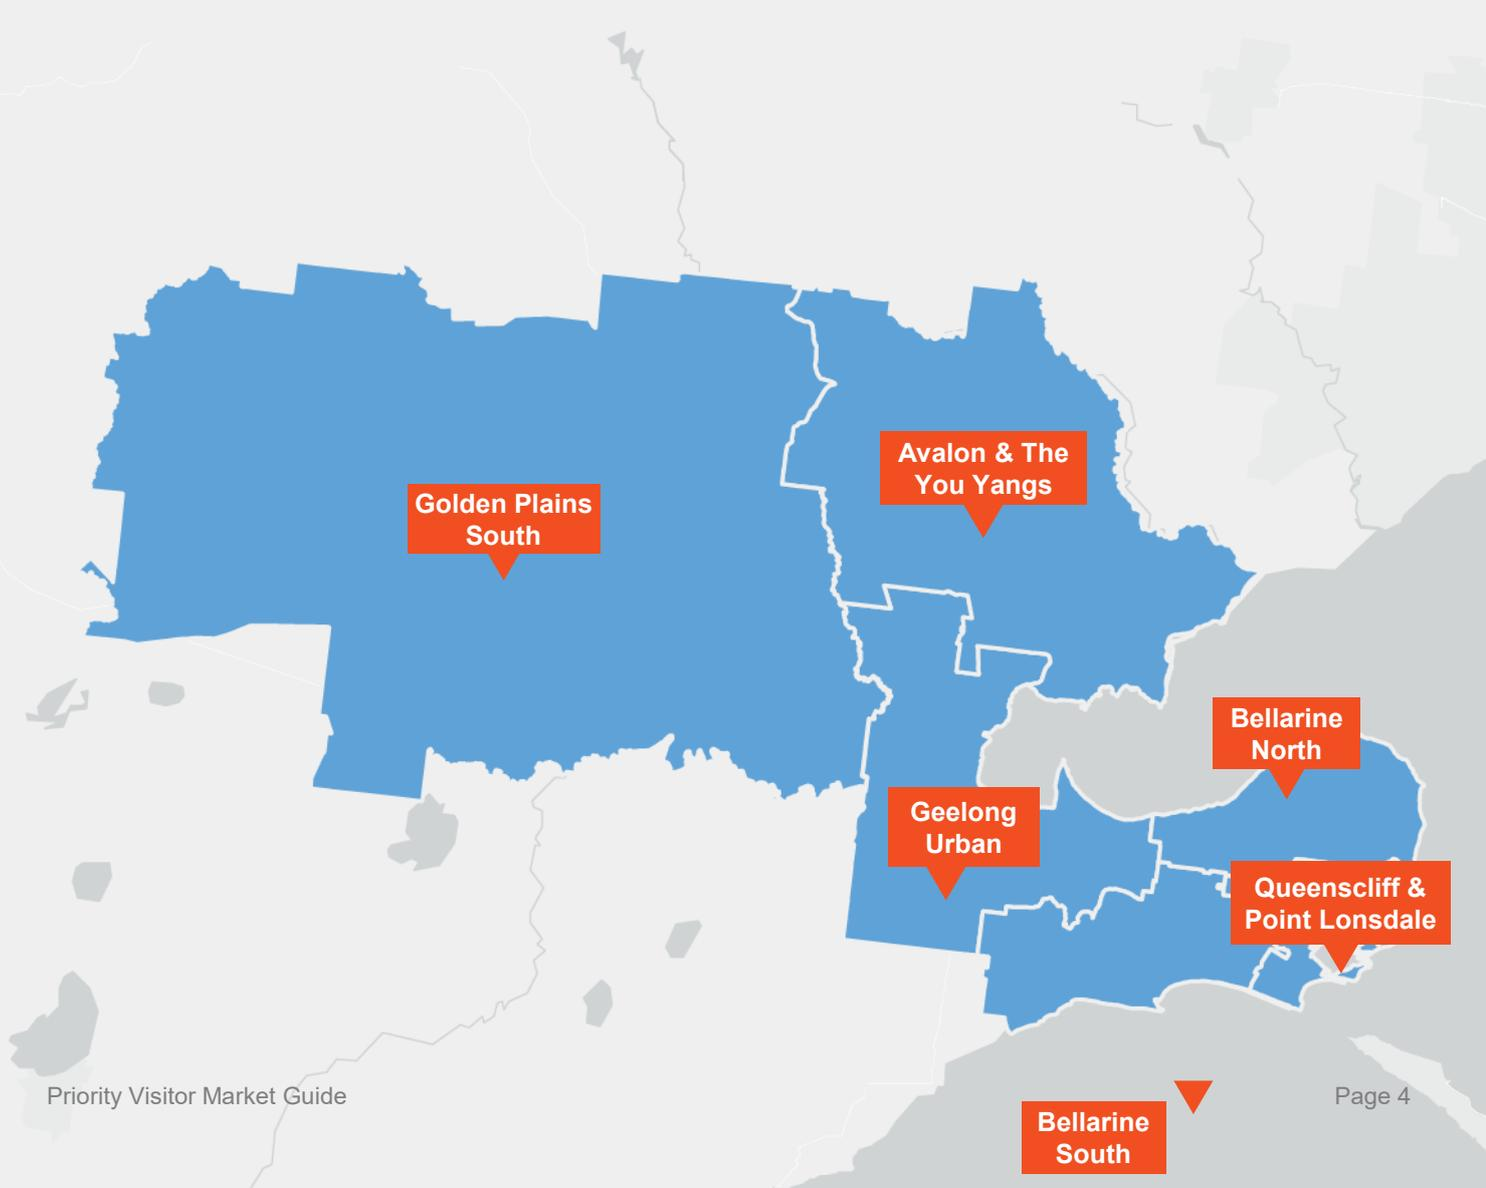 Avalon & The
You Yangs
Golden Plains
South
Bellarine
North
Geelong
Urban
Queenscliff &
Point Lonsdale
Priority Visitor Market Guide
Page 4
Bellarine
South